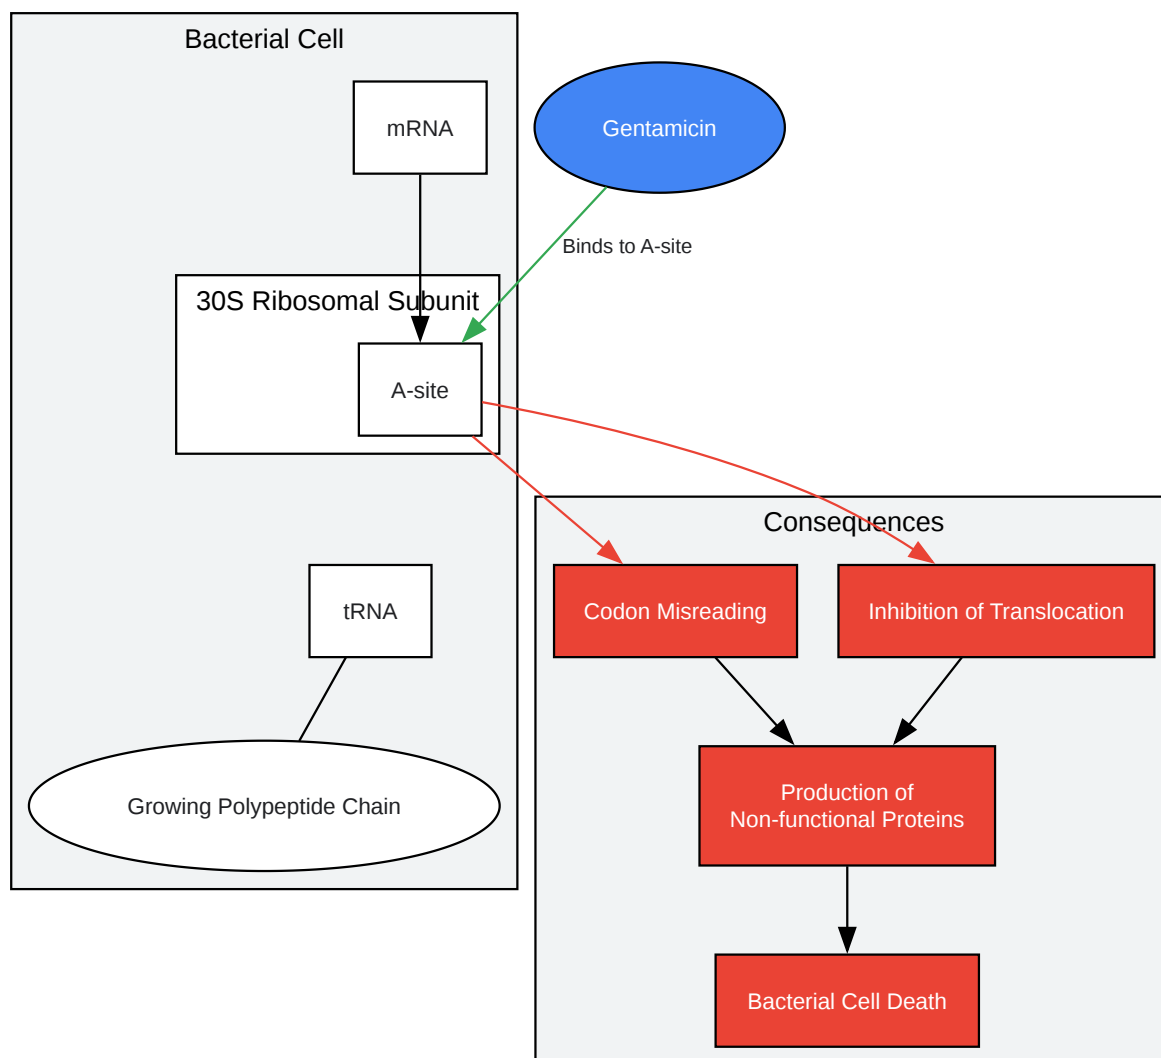 Bacterial Cell
mRNA
Gentamicin
Binds to A-site
30S Ribosomal Subunit
A-site
Consequences
tRNA
Codon Misreading
Inhibition of Translocation
Growing Polypeptide Chain
Production of
Non-functional Proteins
Bacterial Cell Death